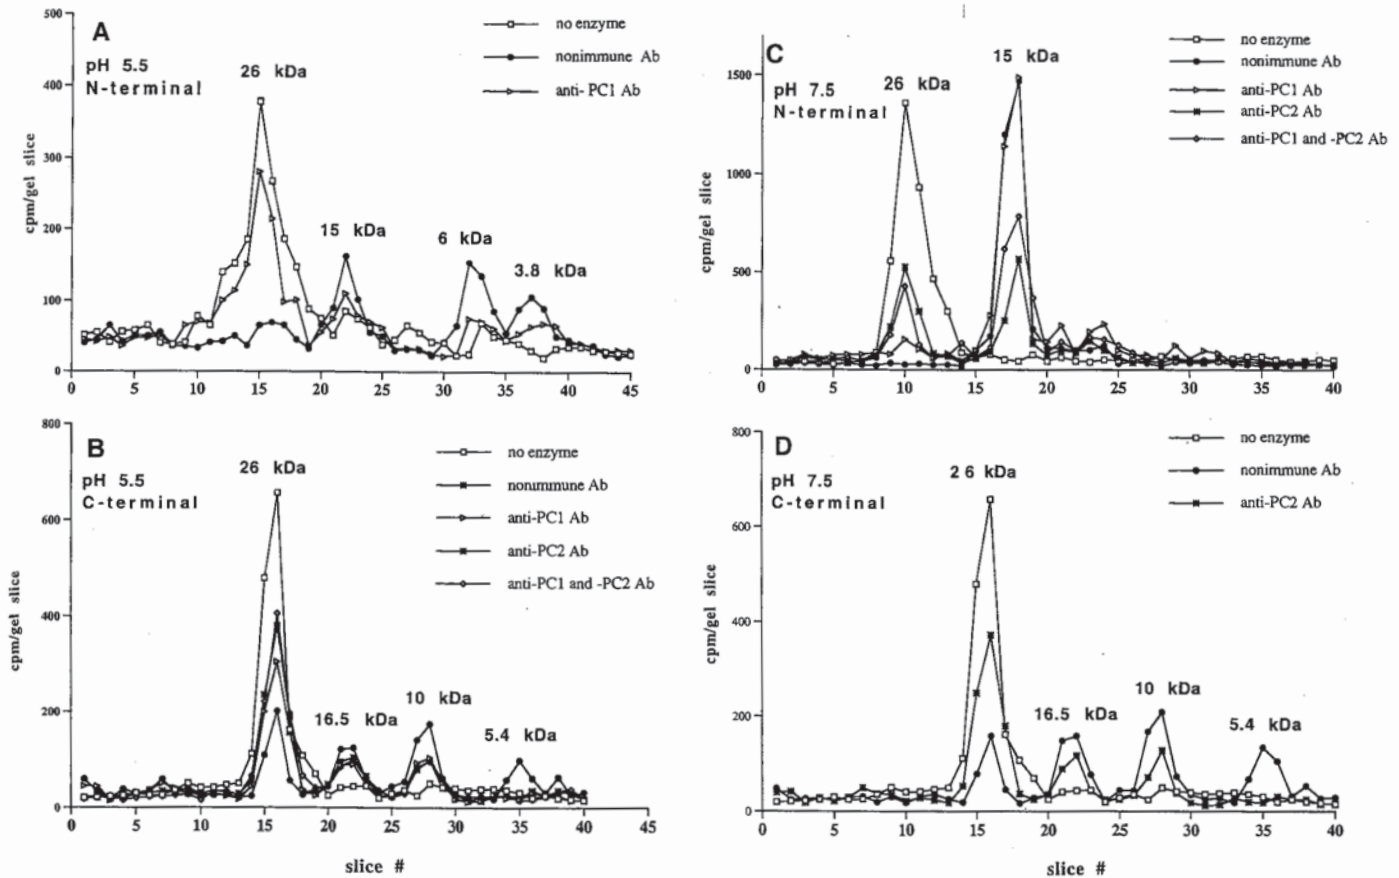 A
pH 5.5
N-terminal
no enzyme
nonimmune Ab
anti- PC1 Ab
26 kDa
15 kDa
6 kDa
3.8 kDa
cpm/gel slice
500
400
300
200
100
0
0 5 10 15 20 25 30 35 40 45
B
pH 5.5
C-terminal
no enzyme
nonimmune Ab
anti-PC1 Ab
anti-PC2 Ab
anti-PC1 and -PC2 Ab
26 kDa
16.5 kDa
10 kDa
5.4 kDa
cpm/gel slice
800
600
400
200
0
0 5 10 15 20 25 30 35 40 45
slice #
C
pH 7.5
N-terminal
no enzyme
nonimmune Ab
anti-PC1 Ab
anti-PC2 Ab
anti-PC1 and -PC2 Ab
26 kDa
15 kDa
cpm/gel slice
1500
1000
500
0
0 5 10 15 20 25 30 35 40
D
pH 7.5
C-terminal
no enzyme
nonimmune Ab
anti-PC2 Ab
2 6 kDa
16.5 kDa
10 kDa
5.4 kDa
cpm/gel slice
800
600
400
200
0
0 5 10 15 20 25 30 35 40
slice #